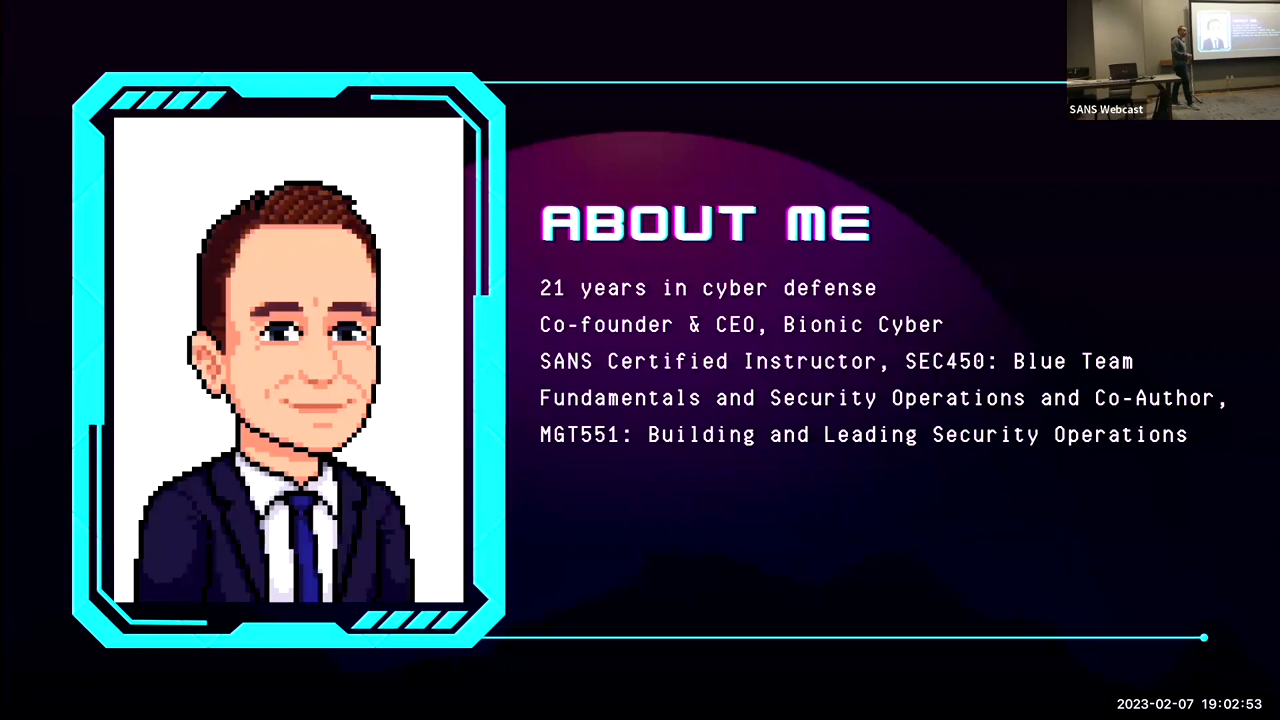 SANS Webcast
ABOUT ME
21 years in cyber defense
Co-founder & CEO, Bionic Cyber
SANS Certified Instructor, SEC450: Blue Team
Fundamentals and Security Operations and Co-Author,
MGT551: Building and Leading Security Operations
2023-02-07 19:02:53